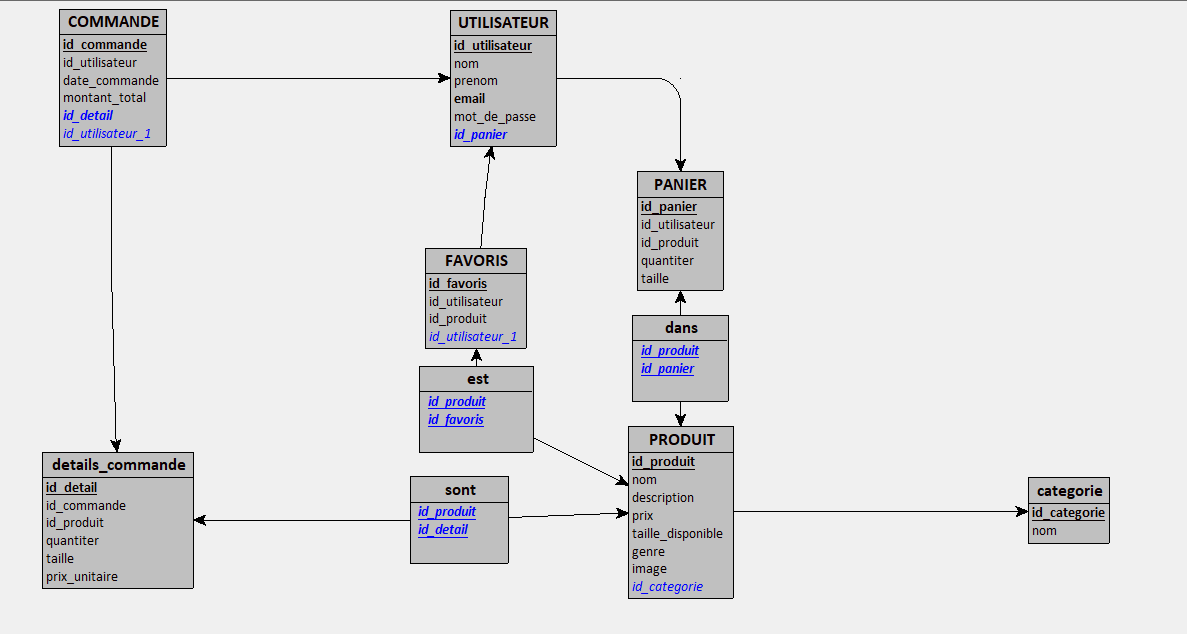 COMMANDE
id_commande
id_utilisateur
date_commande
montant_total
id_detail
id_utilisateur_1
UTILISATEUR
id_utilisateur
nom
prenom
email
mot_de_passe
id_panier
PANIER
id_panier
id_utilisateur
id_produit
quantiter
taille
FAVORIS
id_favoris
id_utilisateur
id_produit
id_utilisateur_1
dans
id_produit
id_panier
est
id_produit
id_favoris
PRODUIT
id_produit
nom
description
prix
taille_disponible
genre
image
id_categorie
details_commande
id_detail
id_commande
id_produit
quantiter
taille
prix_unitaire
sont
id_produit
id_detail
categorie
id_categorie
nom